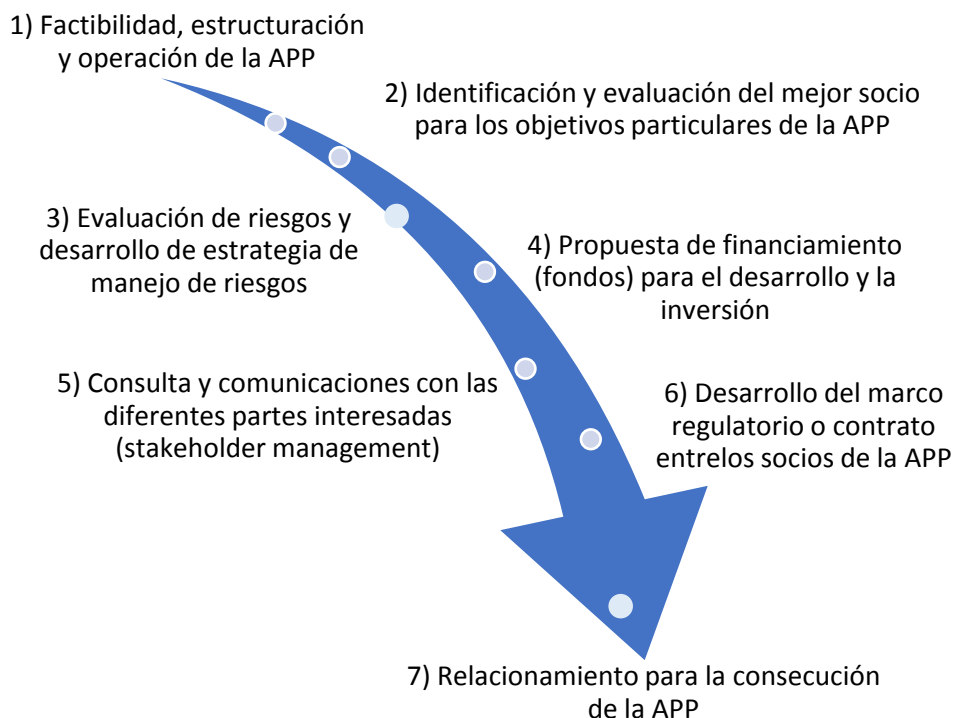 1) Factibilidad, estructuración
y operación de la APP
2) Identificación y evaluación del mejor socio
para los objetivos particulares de la APP
3) Evaluación de riesgos y
desarrollo de estrategia de
manejo de riesgos
4) Propuesta de financiamiento
(fondos) para el desarrollo y la
inversión
5) Consulta y comunicaciones con las
diferentes partes interesadas
(stakeholder management)
6) Desarrollo del marco
regulatorio o contrato
entrelos socios de la APP
7) Relacionamiento para la consecución
de la APP